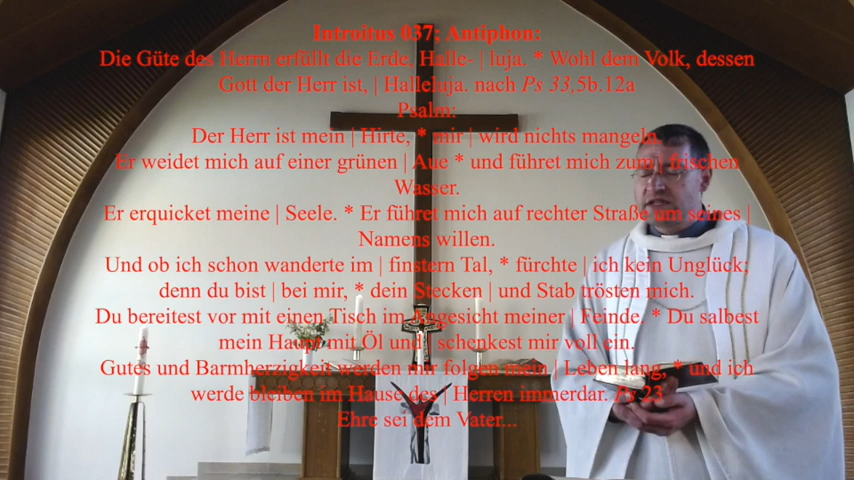 Introitus 037; Antiphon:
Die Güte des Herrn erfüllt die Erde, Halle- | luja. * Wohl dem Volk, dessen
Gott der Herr ist, | Halleluja. nach Ps 33,5b.12a
Psalm:
Der Herr ist mein | Hirte, * mir | wird nichts mangeln.
Er weidet mich auf einer grünen | Aue * und führet mich zum | frischen
Wasser.
Er erquicket meine | Seele. * Er führet mich auf rechter Straße um seines |
Namens willen.
Und ob ich schon wanderte im | finstern Tal, * fürchte | ich kein Unglück;
denn du bist | bei mir, * dein Stecken | und Stab trösten mich.
Du bereitest vor mit einen Tisch im Angesicht meiner | Feinde. * Du salbest
mein Haupt mit Öl und | schenkest mir voll ein.
Gutes und Barmherzigkeit werden mir folgen mein | Leben lang, * und ich
werde bleiben im Hause des | Herren immerdar. Ps 23
Ehre sei dem Vater...